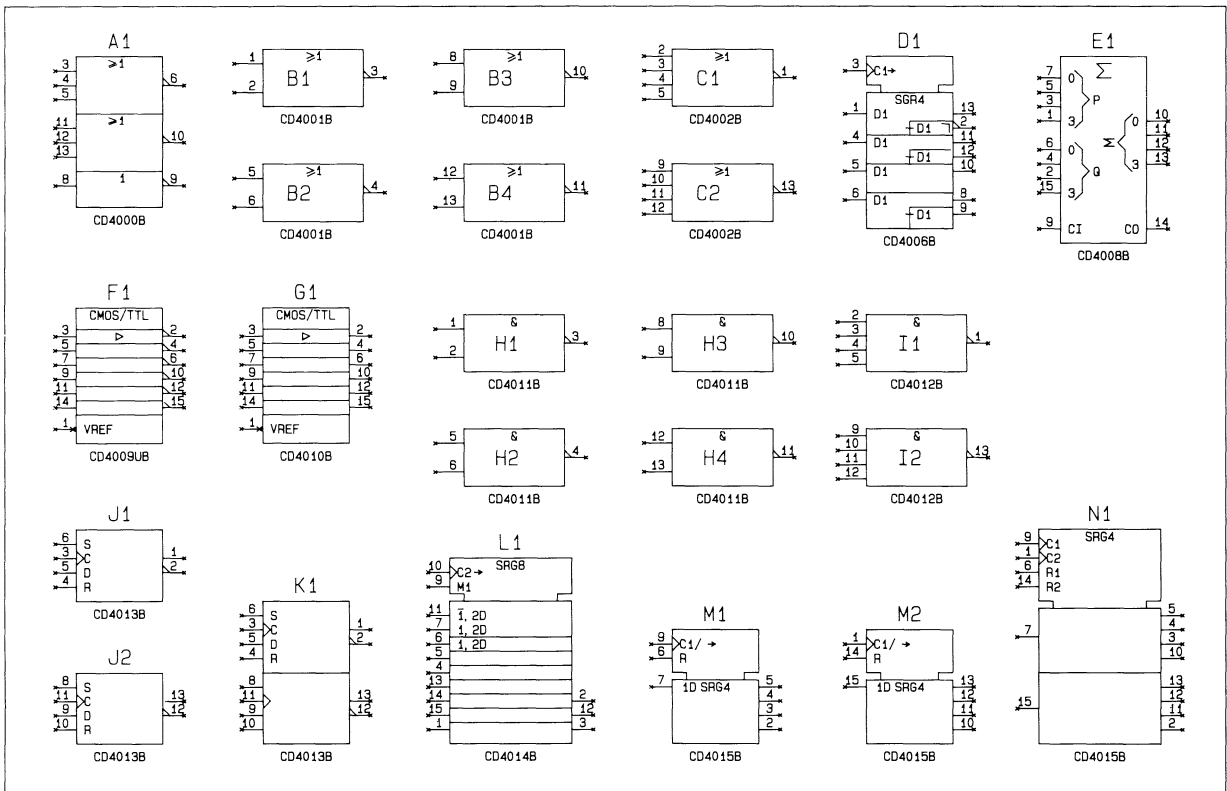 A1
3 ≥1 6
4
5
11 ≥1 10
12
13
8 1 9
CD4000B
1 ≥1 3
B1
2
CD4001B
8 ≥1 10
B3
9
CD4001B
2 ≥1 1
3 C1
4
5
CD4002B
5 ≥1 4
B2
6
CD4001B
12 ≥1 11
B4
13
CD4001B
9 ≥1 13
10 C2
11
12
CD4002B
D1
3 C1→
SGR4
1 D1 13
D1 2
4 D1 11
D1 12
5 D1 10
6 D1 8
D1 9
CD4006B
E1
7 0 Σ
5
3 P
1 3
6 0
4
2 Q
15 3
Σ 0 10
11
12
3 13
9 CI CO 14
CD4008B
F1
CMOS/TTL
3 ▷ 2
5 4
7 6
9 10
11 12
14 15
1 VREF
CD4009UB
G1
CMOS/TTL
3 ▷ 2
5 4
7 6
9 10
11 12
14 15
1 VREF
CD4010B
1 & 3
H1
2
CD4011B
8 & 10
H3
9
CD4011B
2 & 1
3 I1
4
5
CD4012B
5 & 4
H2
6
CD4011B
12 & 11
H4
13
CD4011B
9 & 13
10 I2
11
12
CD4012B
J1
6 S
3 C 1
5 D 2
4 R
CD4013B
J2
8 S
11 C 13
9 D 12
10 R
CD4013B
K1
6 S
3 C 1
5 D 2
4 R
8
11 13
9 12
10
CD4013B
L1
SRG8
10 C2→
9 M1
11 1̅, 2D
7 1, 2D
6 1, 2D
5
4
13
14 2
15 12
1 3
CD4014B
M1
9 C1/ →
6 R
7 1D SRG4 5
4
3
2
CD4015B
M2
1 C1/ →
14 R
15 1D SRG4 13
12
11
10
CD4015B
N1
SRG4
9 C1
1 C2
6 R1
14 R2
5
7 4
3
10
13
15 12
11
2
CD4015B